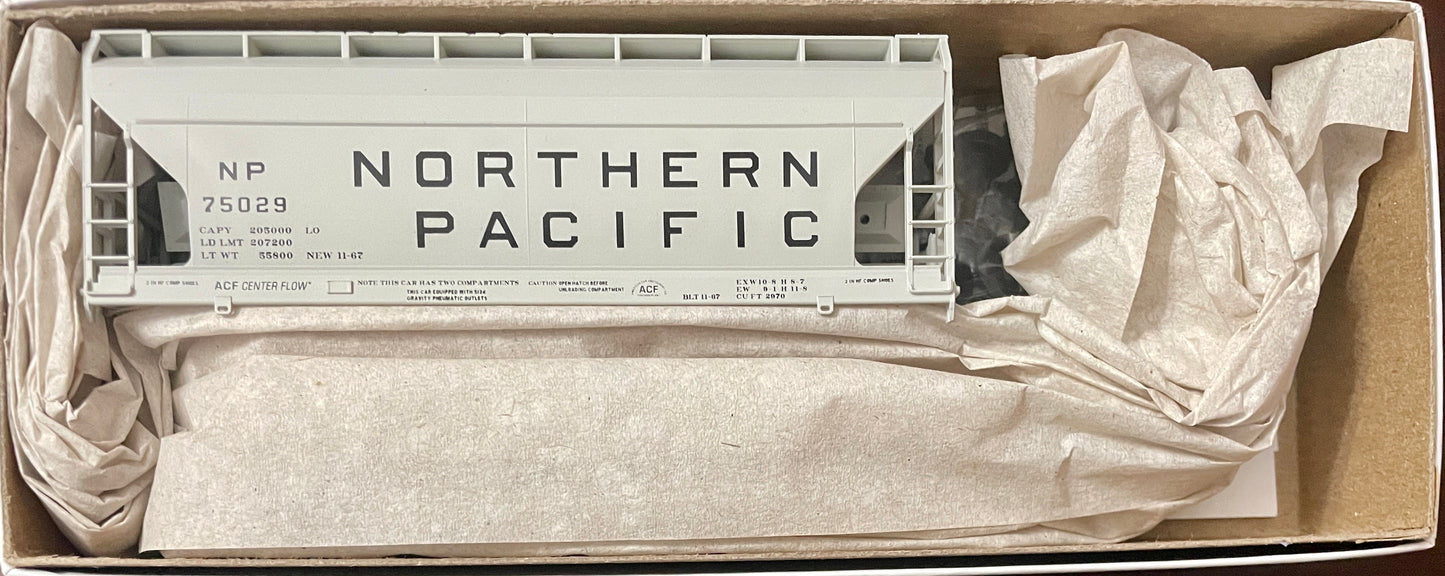 NP
75029
CAPY 205000 LO
LD LMT 207200
LT WT 55800 NEW 11-67
NORTHERN
PACIFIC
ACF CENTER FLOW™
NOTE THIS CAR HAS TWO COMPARTMENTS
THIS CAR EQUIPPED WITH
GRAVITY PNEUMATIC OUTLETS
CAUTION OPEN HATCH BEFORE
UNLOADING COMPARTMENT
ACF
BLT 11-67
EXW 10-8 H 8-7
EW 9-1 H 11-8
CU FT 2970